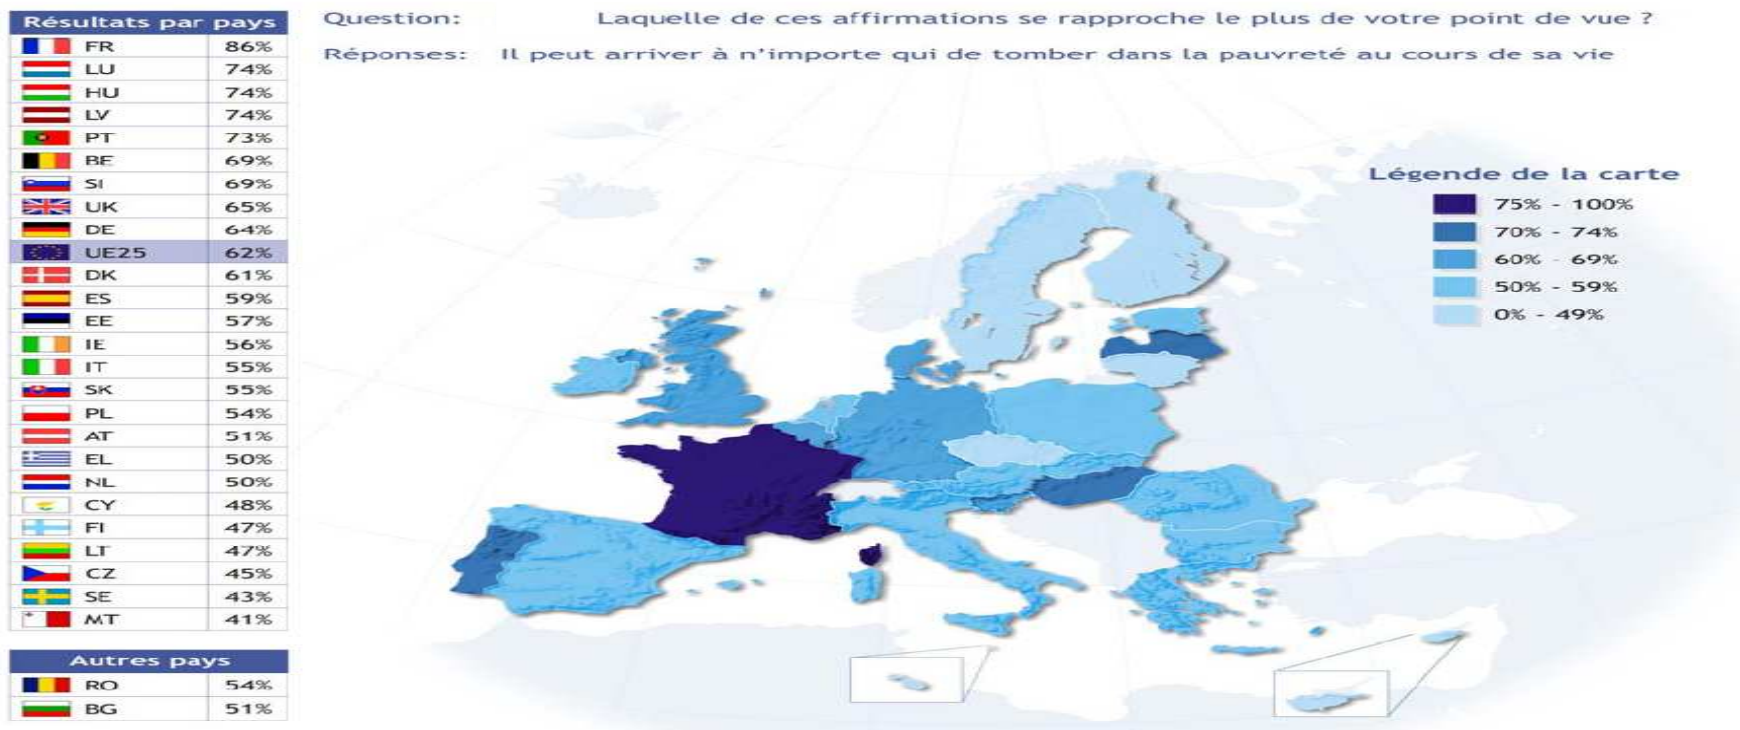 Question: Laquelle de ces affirmations se rapproche le plus de votre point de vue ?
Réponses: Il peut arriver à n'importe qui de tomber dans la pauvreté au cours de sa vie
Résultats par pays
FR 86%
LU 74%
HU 74%
LV 74%
PT 73%
BE 69%
SI 69%
UK 65%
DE 64%
UE25 62%
DK 61%
ES 59%
EE 57%
IE 56%
IT 55%
SK 55%
PL 54%
AT 51%
EL 50%
NL 50%
CY 48%
FI 47%
LT 47%
CZ 45%
SE 43%
MT 41%
Autres pays
RO 54%
BG 51%
Légende de la carte
75% - 100%
70% - 74%
60% - 69%
50% - 59%
0% - 49%